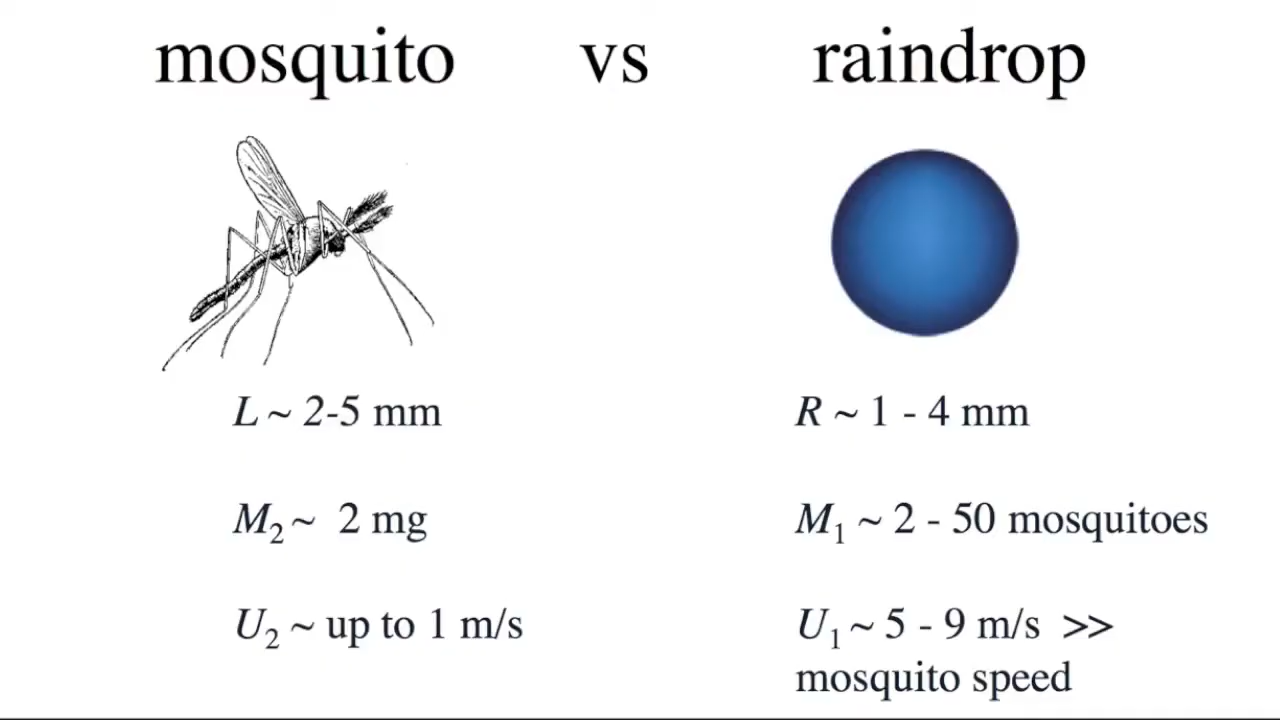 mosquito vs raindrop
L ~ 2-5 mm
R ~ 1 - 4 mm
M₂ ~ 2 mg
M₁ ~ 2 - 50 mosquitoes
U₂ ~ up to 1 m/s
U₁ ~ 5 - 9 m/s >>
mosquito speed